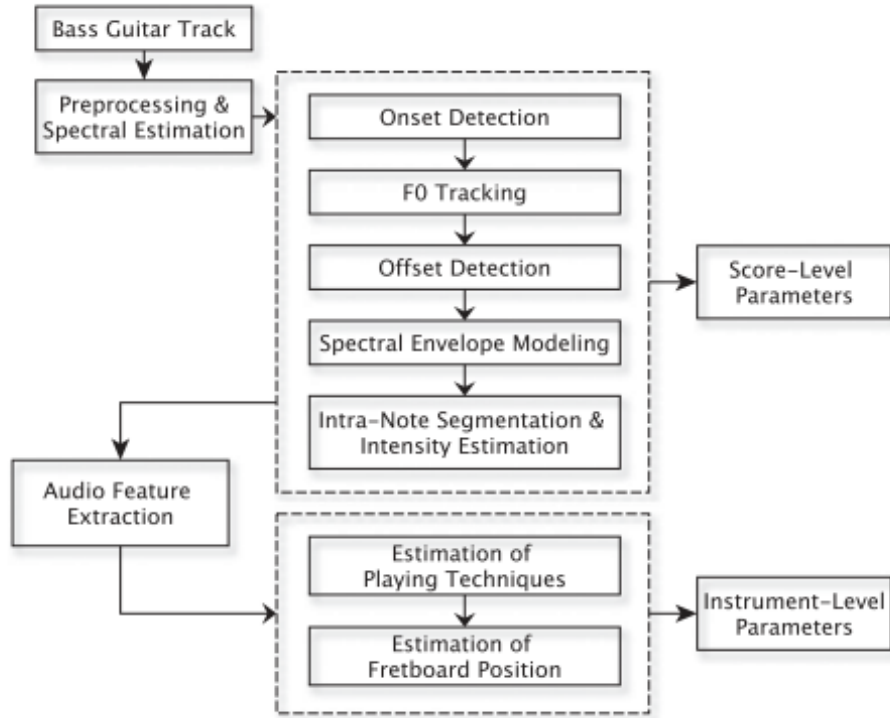 Bass Guitar Track
Preprocessing &
Spectral Estimation
Onset Detection
F0 Tracking
Offset Detection
Spectral Envelope Modeling
Intra-Note Segmentation &
Intensity Estimation
Score-Level
Parameters
Audio Feature
Extraction
Estimation of
Playing Techniques
Estimation of
Fretboard Position
Instrument-Level
Parameters